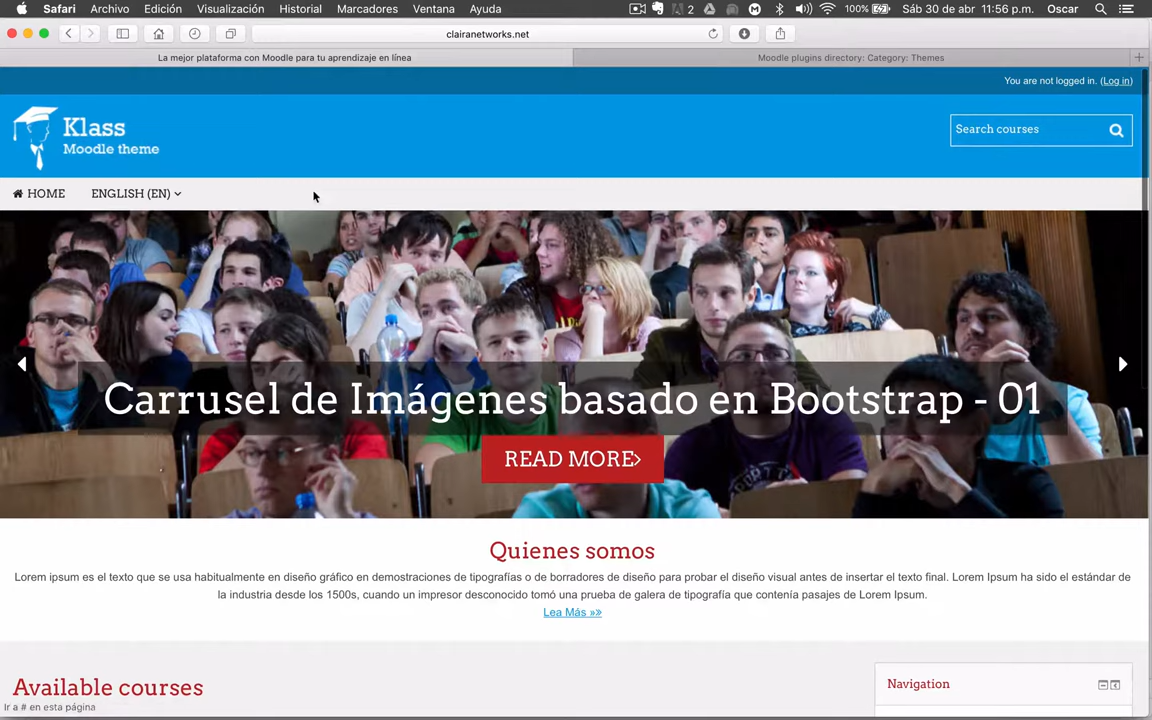 Safari Archivo Edición Visualización Historial Marcadores Ventana Ayuda 2 100% Sáb 30 de abr 11:56 p.m. Oscar
clairanetworks.net
La mejor plataforma con Moodle para tu aprendizaje en línea Moodle plugins directory: Category: Themes
You are not logged in. (Log in)
Klass
Moodle theme
Search courses
HOME ENGLISH (EN)
Carrusel de Imágenes basado en Bootstrap - 01
READ MORE>
Quienes somos
Lorem ipsum es el texto que se usa habitualmente en diseño gráfico en demostraciones de tipografías o de borradores de diseño para probar el diseño visual antes de insertar el texto final. Lorem Ipsum ha sido el estándar de
la industria desde los 1500s, cuando un impresor desconocido tomó una prueba de galera de tipografía que contenía pasajes de Lorem Ipsum.
Lea Más »»
Available courses
Navigation
Ir a # en esta página